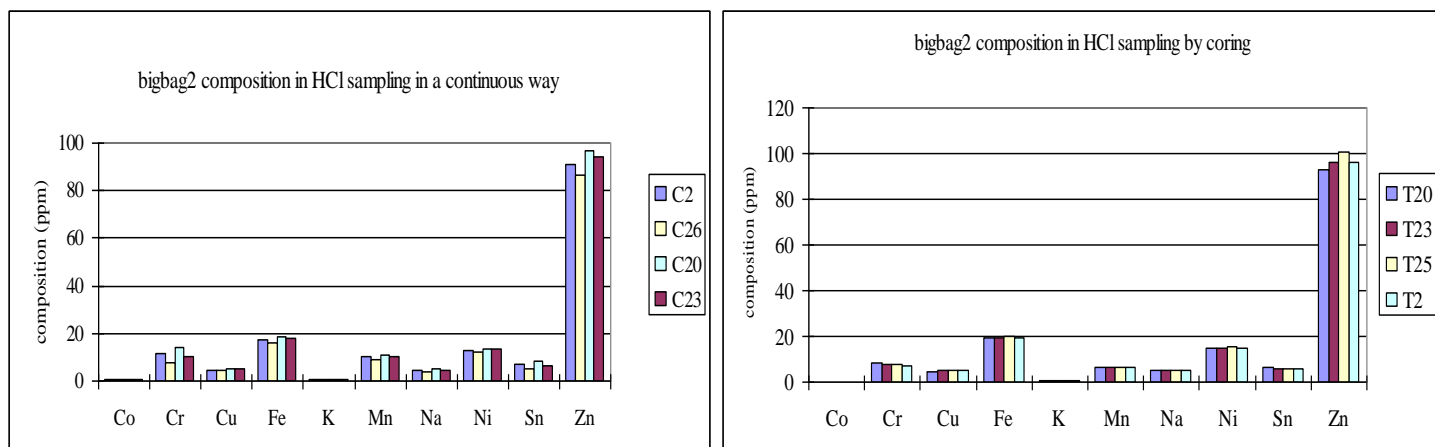 bigbag2 composition in HCl sampling in a continuous way
composition (ppm)
100
80
60
40
20
0
Co Cr Cu Fe K Mn Na Ni Sn Zn
C2
C26
C20
C23
bigbag2 composition in HCl sampling by coring
composition (ppm)
120
100
80
60
40
20
0
Co Cr Cu Fe K Mn Na Ni Sn Zn
T20
T23
T25
T2